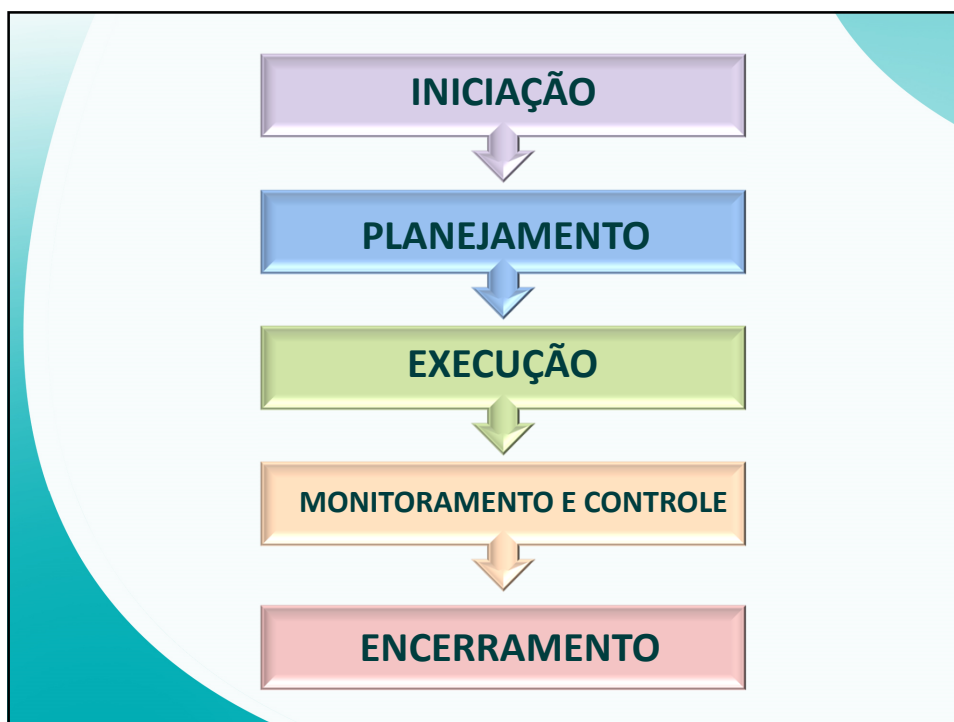 INICIAÇÃO
PLANEJAMENTO
EXECUÇÃO
MONITORAMENTO E CONTROLE
ENCERRAMENTO